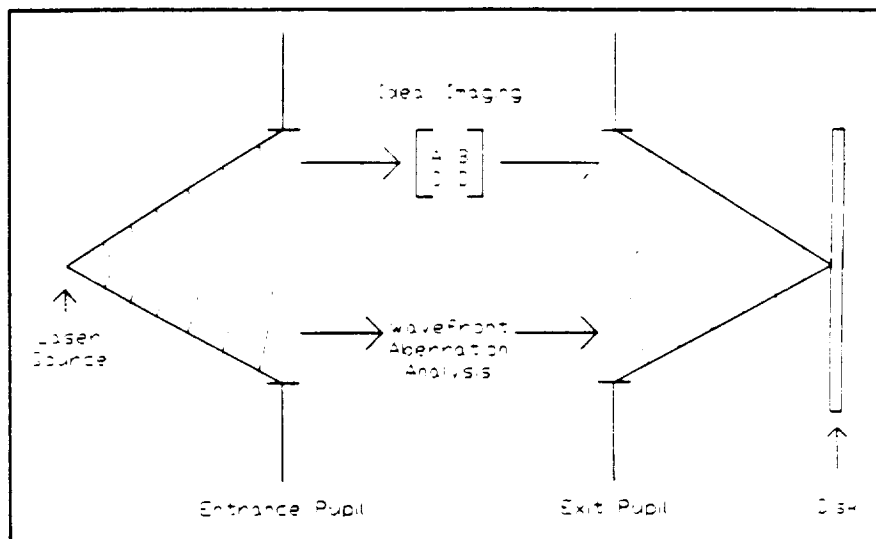 Ideal Imaging
A B
C D
Laser
Source
Wavefront
Aberration
Analysis
Entrance Pupil
Exit Pupil
Disk